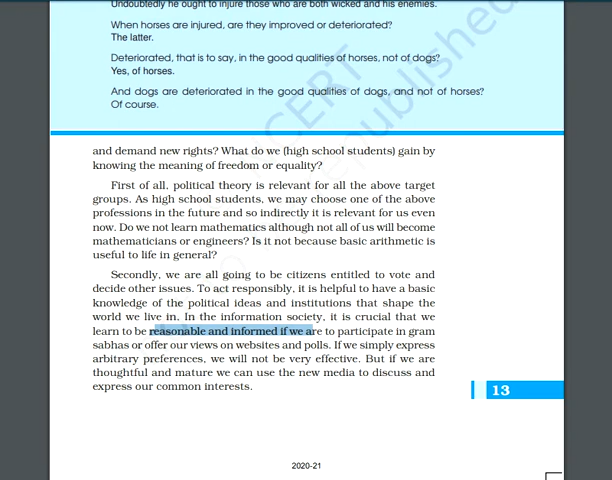 Undoubtedly he ought to injure those who are both wicked and his enemies.
When horses are injured, are they improved or deteriorated?
The latter.
Deteriorated, that is to say, in the good qualities of horses, not of dogs?
Yes, of horses.
And dogs are deteriorated in the good qualities of dogs, and not of horses?
Of course.
and demand new rights? What do we (high school students) gain by
knowing the meaning of freedom or equality?
First of all, political theory is relevant for all the above target
groups. As high school students, we may choose one of the above
professions in the future and so indirectly it is relevant for us even
now. Do we not learn mathematics although not all of us will become
mathematicians or engineers? Is it not because basic arithmetic is
useful to life in general?
Secondly, we are all going to be citizens entitled to vote and
decide other issues. To act responsibly, it is helpful to have a basic
knowledge of the political ideas and institutions that shape the
world we live in. In the information society, it is crucial that we
learn to be reasonable and informed if we are to participate in gram
sabhas or offer our views on websites and polls. If we simply express
arbitrary preferences, we will not be very effective. But if we are
thoughtful and mature we can use the new media to discuss and
express our common interests.
13
2020-21